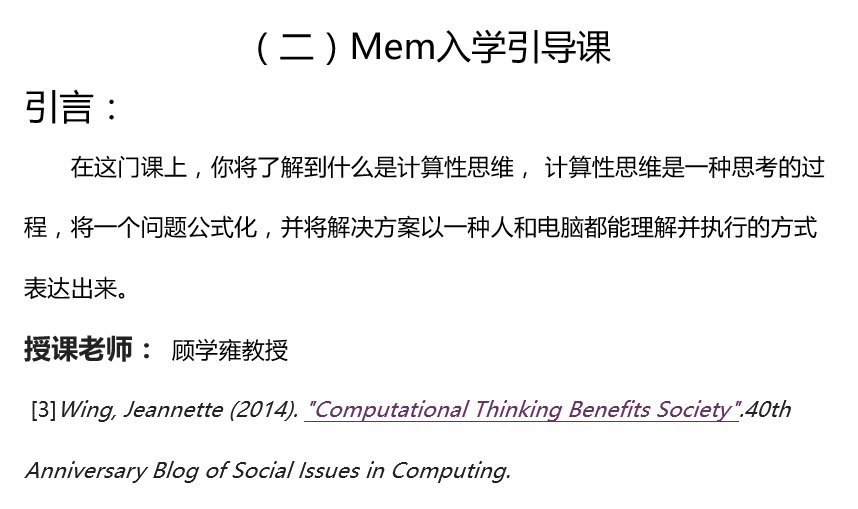 （二）Mem入学引导课
引言：
在这门课上，你将了解到什么是计算性思维， 计算性思维是一种思考的过
程，将一个问题公式化，并将解决方案以一种人和电脑都能理解并执行的方式
表达出来。
授课老师： 顾学雍教授
[3]Wing, Jeannette (2014). "Computational Thinking Benefits Society".40th
Anniversary Blog of Social Issues in Computing.